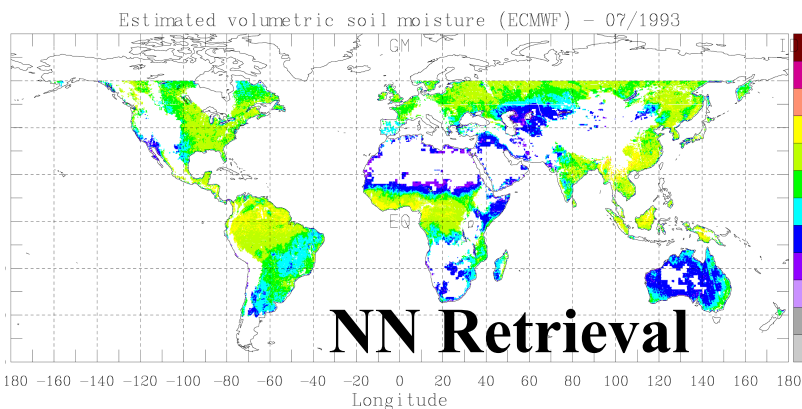 Estimated volumetric soil moisture (ECMWF) – 07/1993
GM
EQ
NN Retrieval
180 −160 −140 −120 −100 −80 −60 −40 −20 0 20 40 60 80 100 120 140 160 180
Longitude